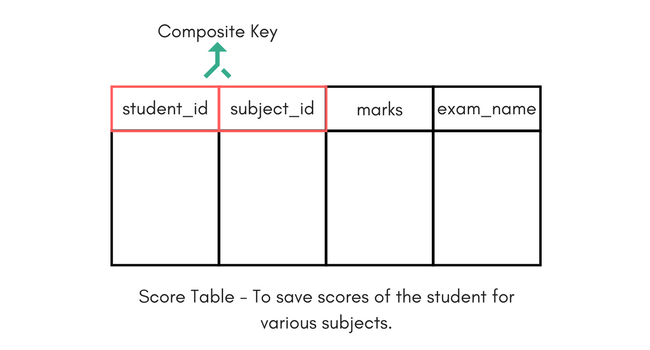 Composite Key
student_id subject_id marks exam_name
Score Table - To save scores of the student for
various subjects.